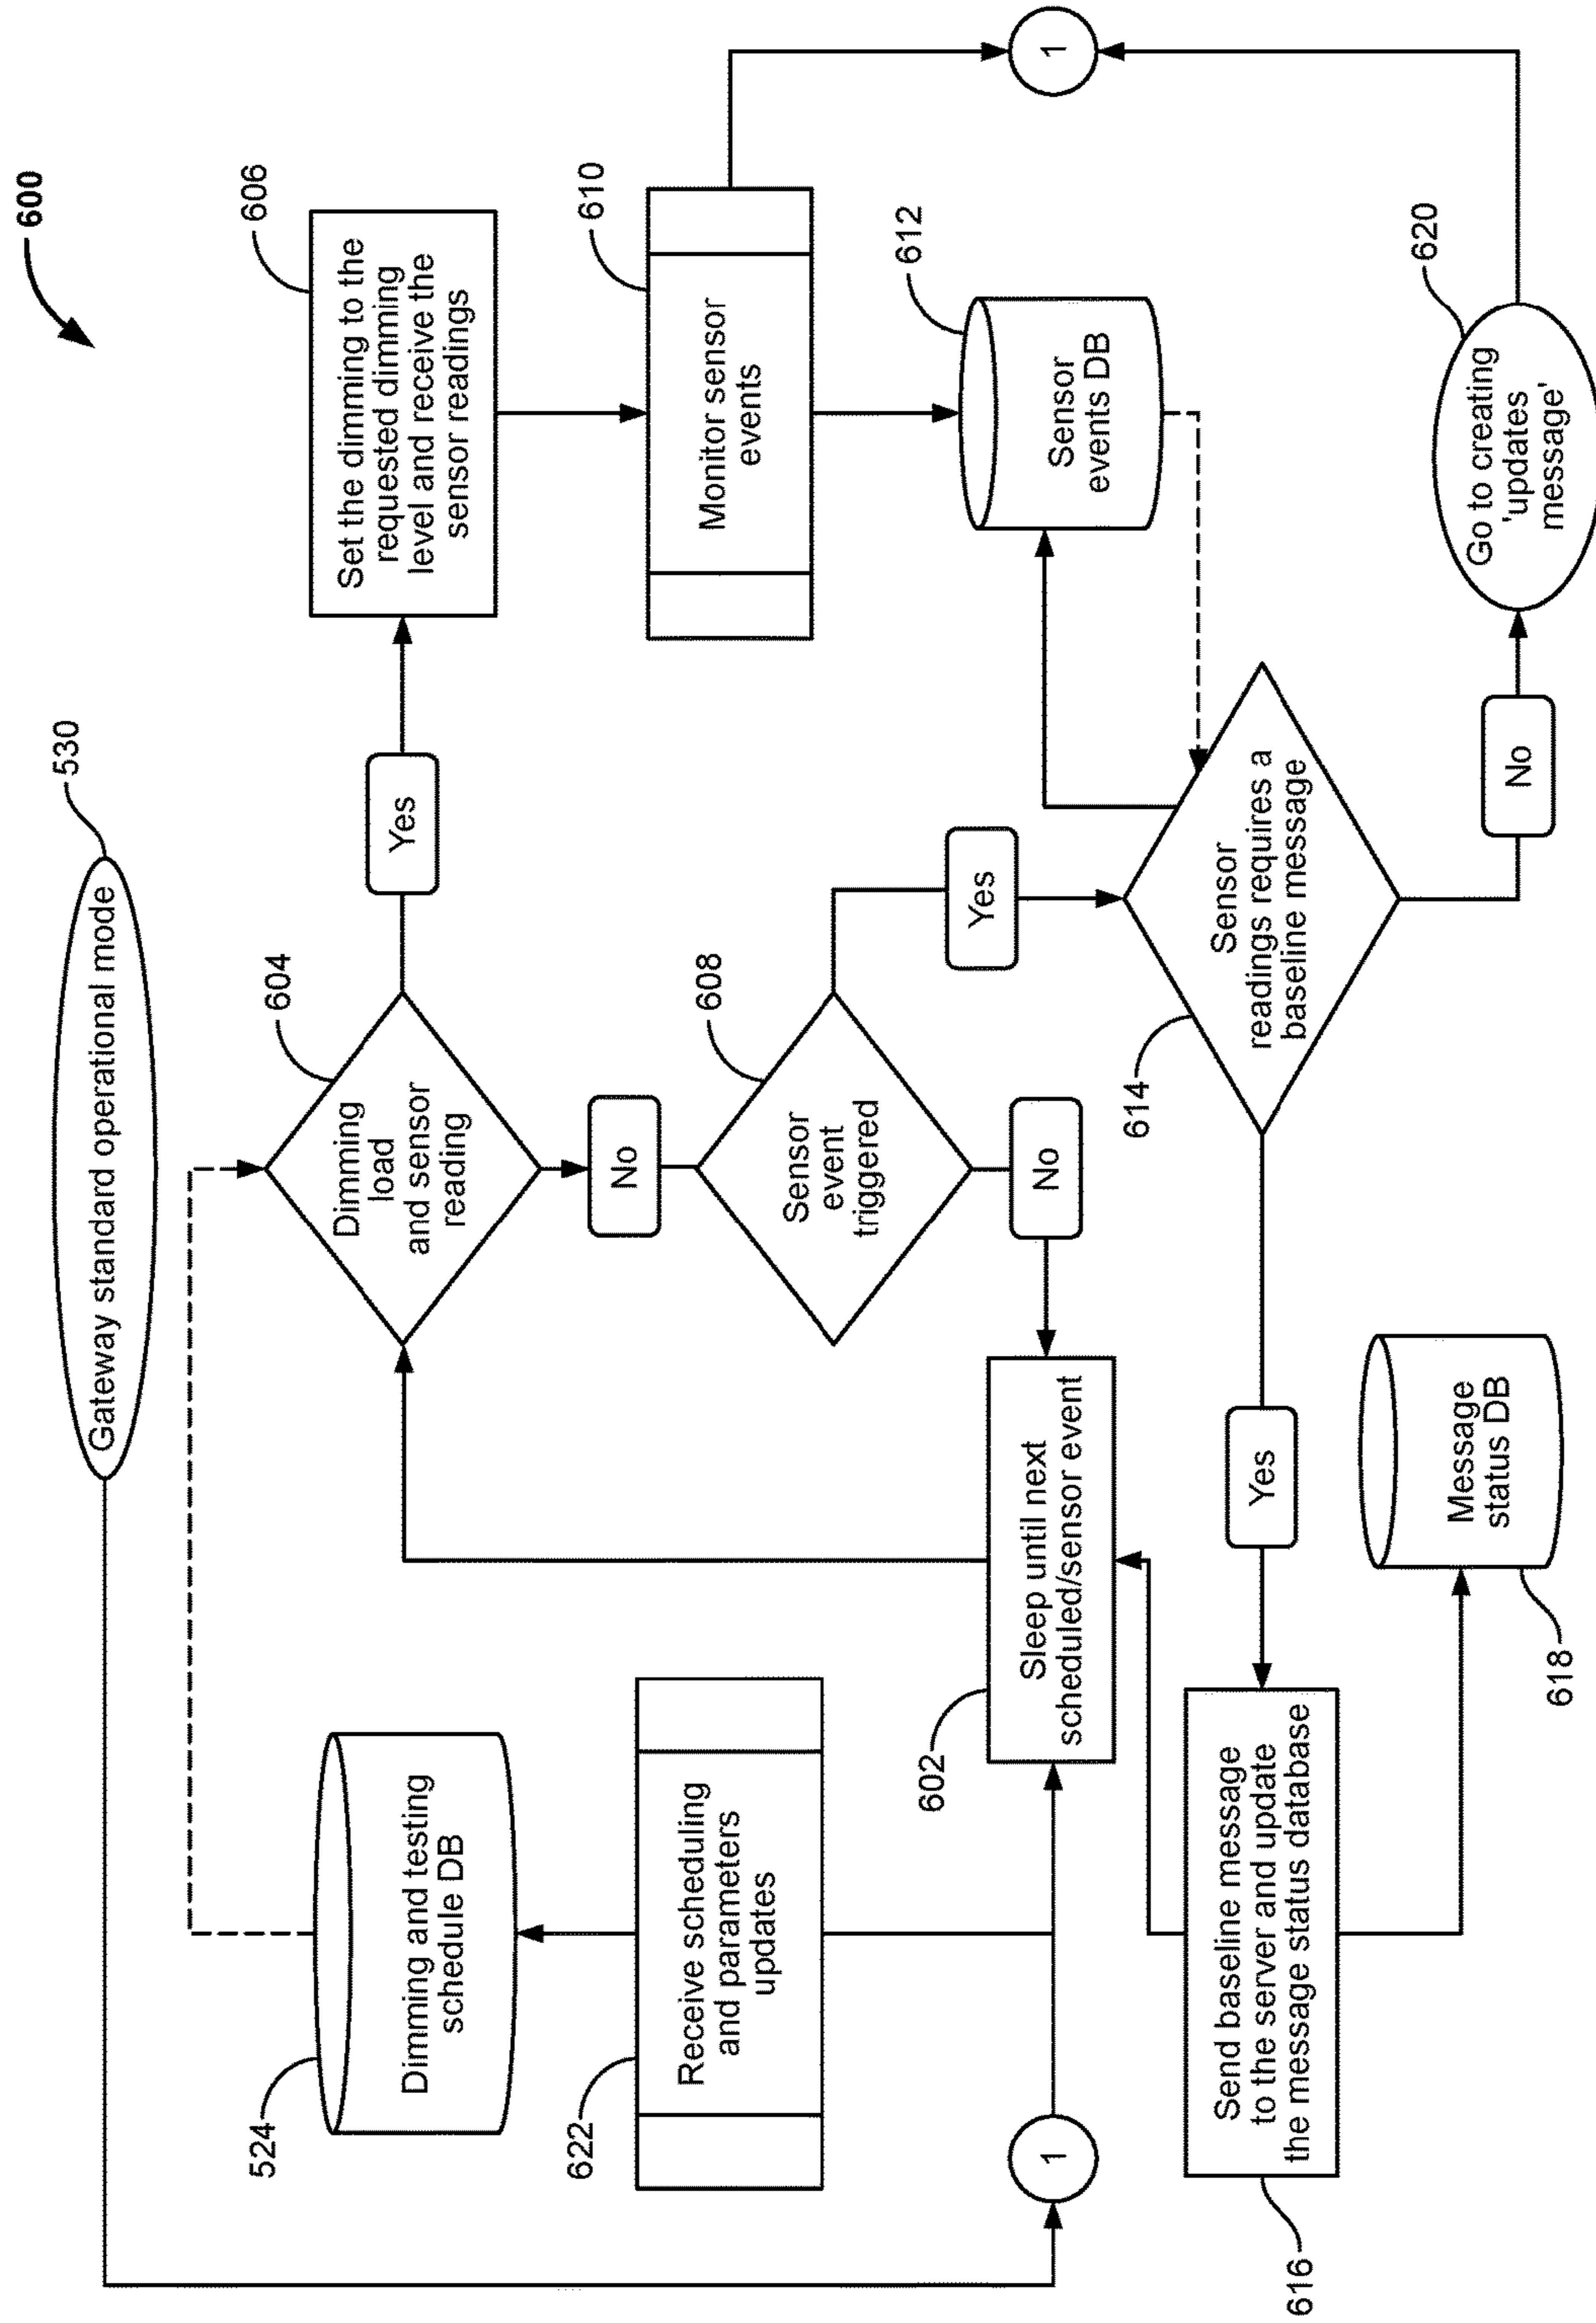 600
Gateway standard operational mode
530
524
Dimming and testing
schedule DB
604
Dimming
load
and sensor
reading
Yes
606
Set the dimming to the
requested dimming
level and receive the
sensor readings
622
Receive scheduling
and parameters
updates
No
608
Sensor
event
triggered
610
Monitor sensor
events
602
Sleep until next
scheduled/sensor event
No
Yes
612
Sensor
events DB
1
1
616
Send baseline message
to the server and update
the message status database
Yes
614
Sensor
readings requires a
baseline message
618
Message
status DB
No
620
Go to creating
'updates
message'